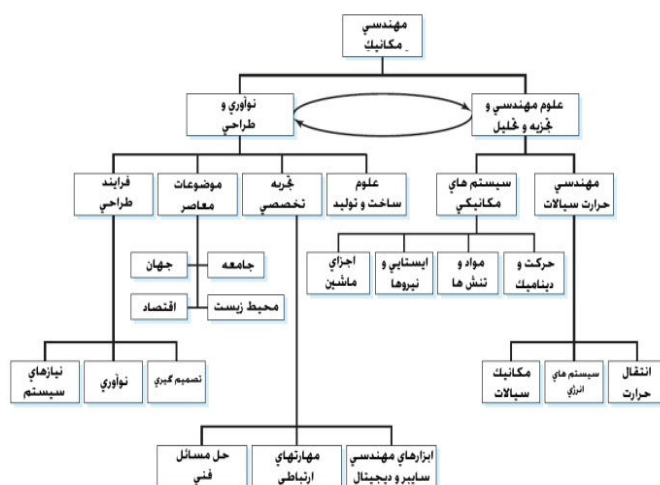 مهندسي
مكانيك
نوآوري و
طراحي
علوم مهندسي و
تجزيه و تحليل
فرايند
طراحي
موضوعات
معاصر
تجربه
تخصصي
علوم
ساخت و توليد
سيستم هاي
مكانيكي
مهندسي
حرارت سيالات
جهان
جامعه
اقتصاد
محيط زيست
اجزاي
ماشين
ايستايي و
نيروها
مواد و
تنش ها
حركت و
ديناميك
نيازهاي
سيستم
نوآوري
تصميم گيري
مكانيك
سيالات
سيستم هاي
انرژي
انتقال
حرارت
حل مسائل
فني
مهارتهاي
ارتباطي
ابزارهاي مهندسي
سايبر و ديجيتال